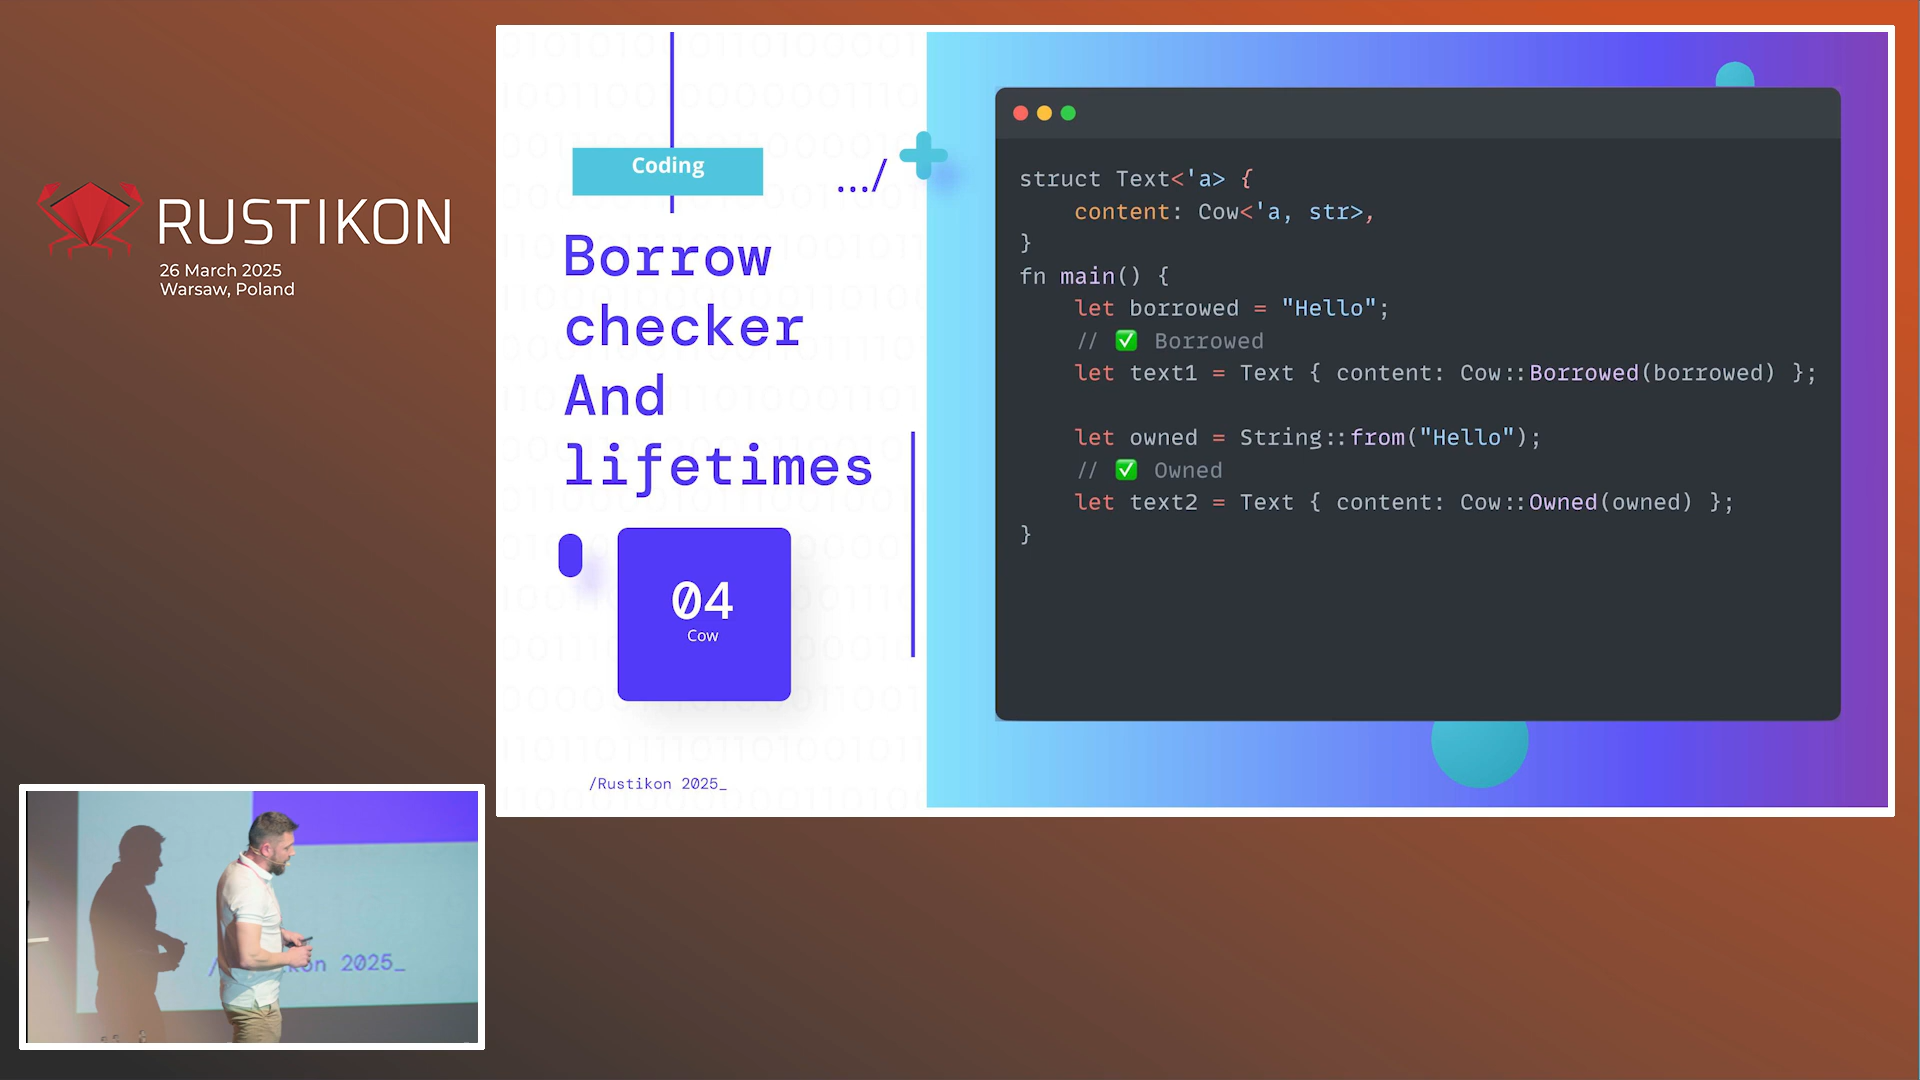 RUSTIKON
26 March 2025
Warsaw, Poland
Coding
.../
Borrow
checker
And
lifetimes
04
Cow
/Rustikon 2025_
struct Text<'a> {
    content: Cow<'a, str>,
}
fn main() {
    let borrowed = "Hello";
    // ✅ Borrowed
    let text1 = Text { content: Cow::Borrowed(borrowed) };

    let owned = String::from("Hello");
    // ✅ Owned
    let text2 = Text { content: Cow::Owned(owned) };
}
2025_